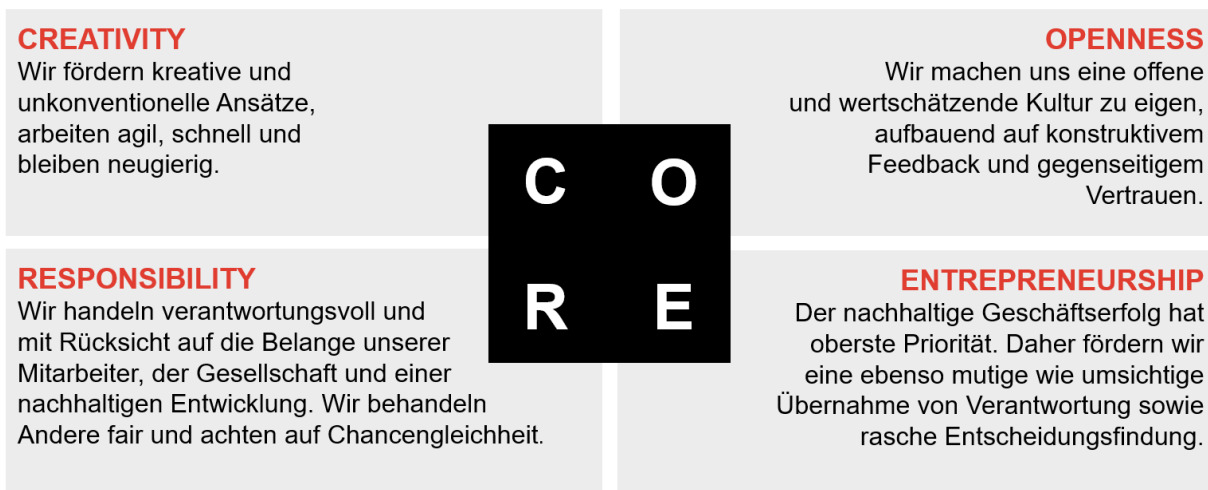 CREATIVITY
Wir fördern kreative und
unkonventionelle Ansätze,
arbeiten agil, schnell und
bleiben neugierig.
OPENNESS
Wir machen uns eine offene
und wertschätzende Kultur zu eigen,
aufbauend auf konstruktivem
Feedback und gegenseitigem
Vertrauen.
C O
R E
RESPONSIBILITY
Wir handeln verantwortungsvoll und
mit Rücksicht auf die Belange unserer
Mitarbeiter, der Gesellschaft und einer
nachhaltigen Entwicklung. Wir behandeln
Andere fair und achten auf Chancengleichheit.
ENTREPRENEURSHIP
Der nachhaltige Geschäftserfolg hat
oberste Priorität. Daher fördern wir
eine ebenso mutige wie umsichtige
Übernahme von Verantwortung sowie
rasche Entscheidungsfindung.